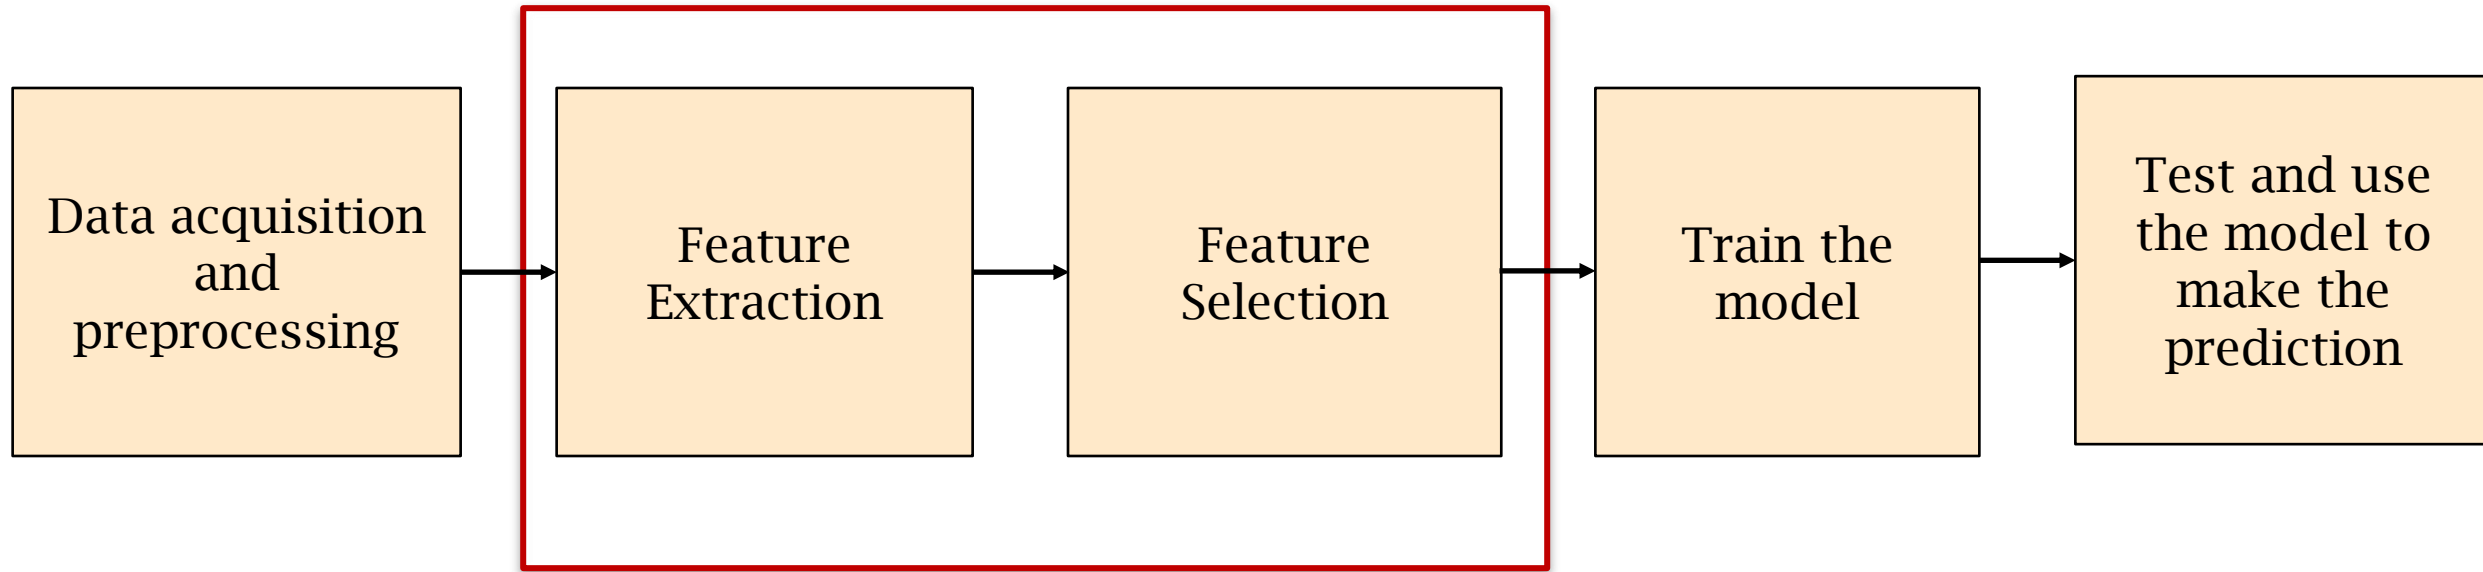 Data acquisition
and
preprocessing
Feature
Extraction
Feature
Selection
Train the
model
Test and use
the model to
make the
prediction